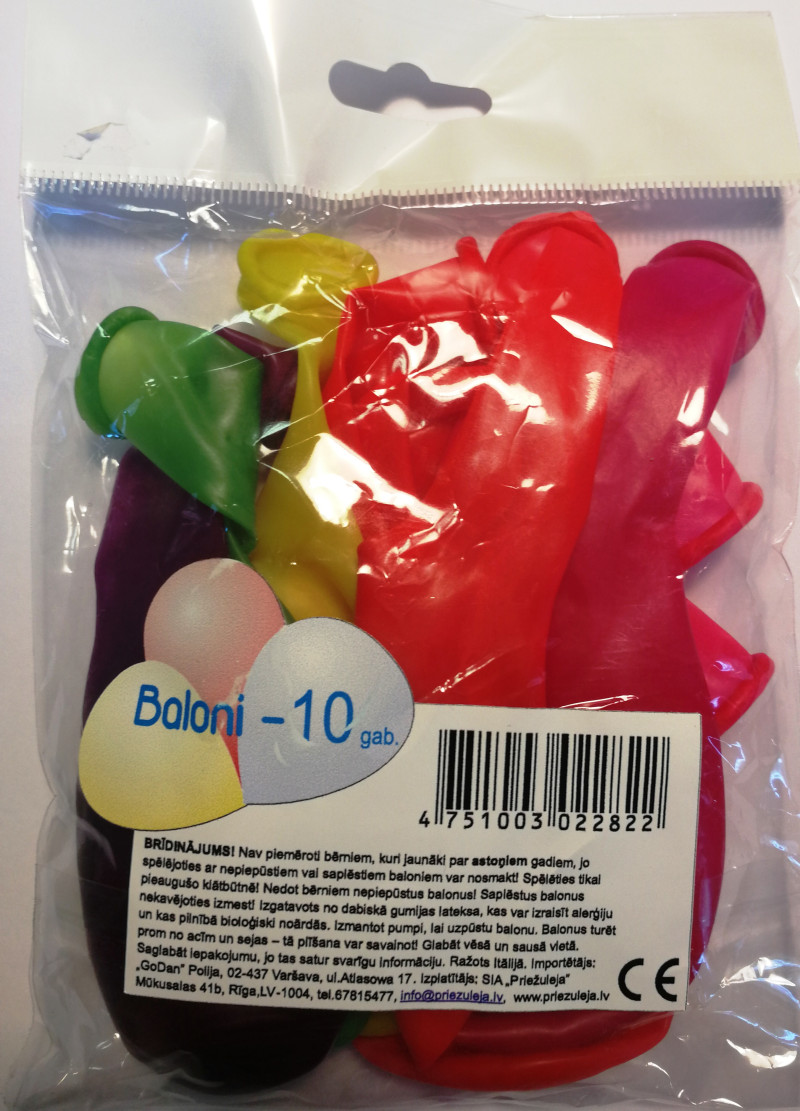 Baloni - 10 gab.
4 751003 022822
BRĪDINĀJUMS! Nav piemēroti bērniem, kuri jaunāki par astoņiem gadiem, jo
spēlējoties ar nepiepūstiem vai saplēstiem baloniem var nosmakt! Spēlēties tikai
pieaugušo klātbūtnē! Nedot bērniem nepiepūstus balonus! Saplēstus balonus
nekavējoties izmest! Izgatavots no dabiskā gumijas lateksa, kas var izraisīt alerģiju
un kas pilnībā bioloģiski noārdās. Izmantot pumpi, lai uzpūstu balonu. Balonus turēt
prom no acīm un sejas – tā plīšana var savainot! Glabāt vēsā un sausā vietā.
Saglabāt iepakojumu, jo tas satur svarīgu informāciju. Ražots Itālijā. Importētājs:
„GoDan” Polija, 02-437 Varšava, ul.Atlasowa 17. Izplatītājs: SIA „Priežuleja”
Mūkusalas 41b, Rīga,LV-1004, tel.67815477, info@priezuleja.lv, www.priezuleja.lv
CE